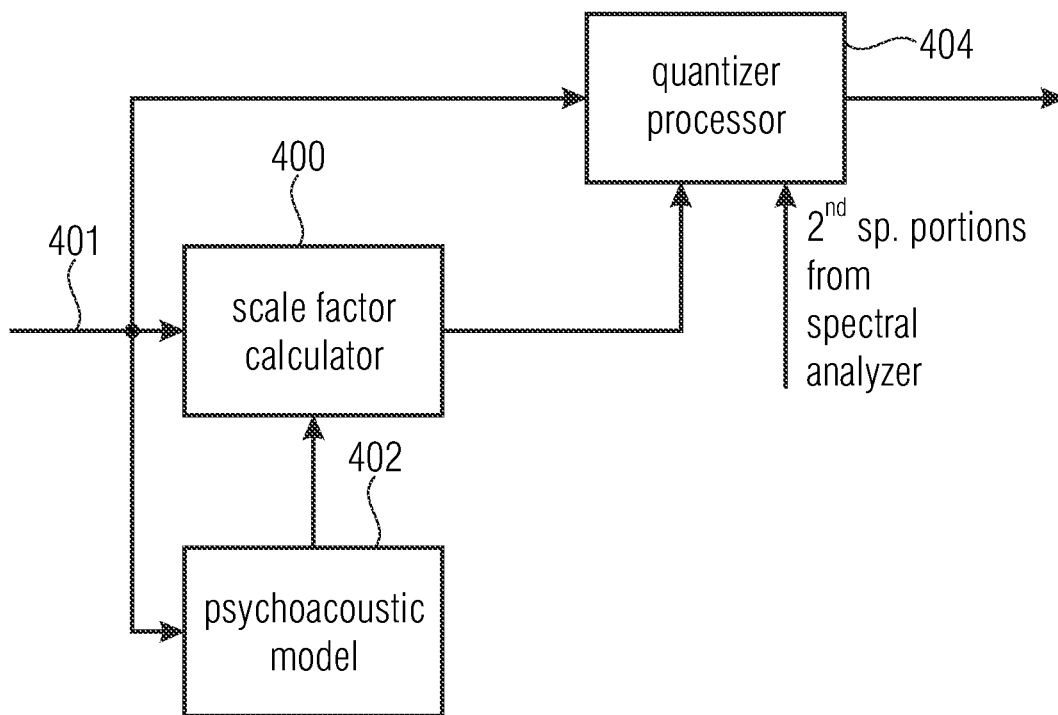 404
quantizer
processor
400
2nd sp. portions
from
spectral
analyzer
401
scale factor
calculator
402
psychoacoustic
model